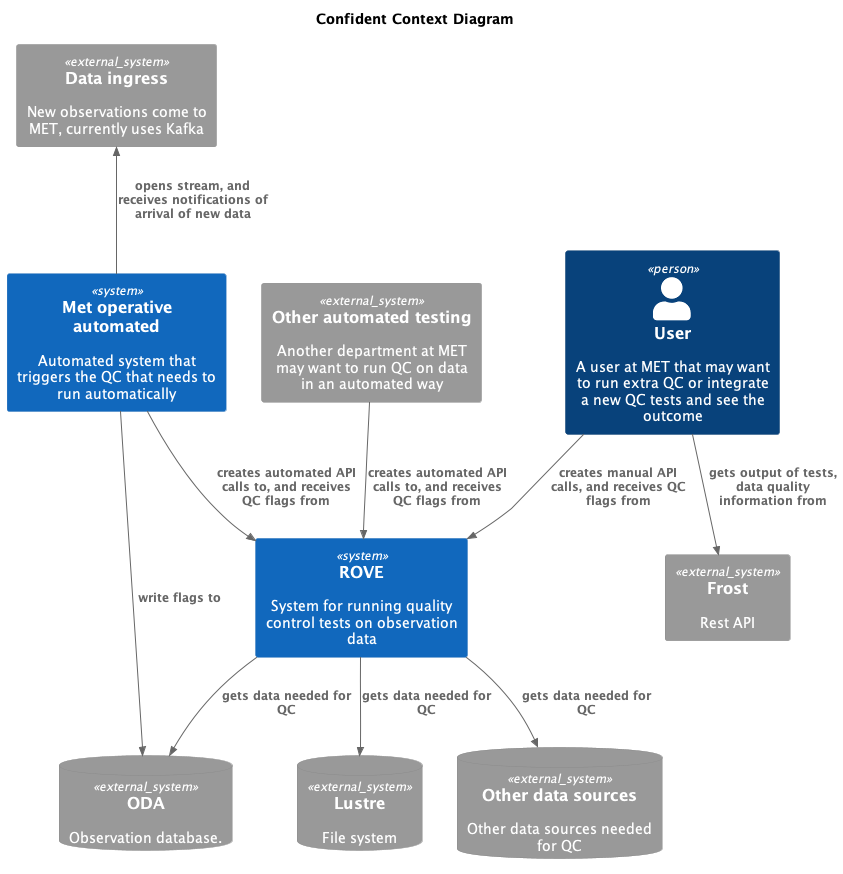 Confident Context Diagram
«external_system»
Data ingress
New observations come to
MET, currently uses Kafka
opens stream, and
receives notifications of
arrival of new data
«system»
Met operative
automated
Automated system that
triggers the QC that needs to
run automatically
«external_system»
Other automated testing
Another department at MET
may want to run QC on data
in an automated way
«person»
User
A user at MET that may want
to run extra QC or integrate
a new QC tests and see the
outcome
creates automated API
calls to, and receives
QC flags from
creates automated API
calls to, and receives
QC flags from
creates manual API
calls, and receives QC
flags from
gets output of tests,
data quality
information from
«system»
ROVE
System for running quality
control tests on observation
data
«external_system»
Frost
Rest API
write flags to
gets data needed for
QC
gets data needed for
QC
gets data needed for
QC
«external_system»
ODA
Observation database.
«external_system»
Lustre
File system
«external_system»
Other data sources
Other data sources needed
for QC